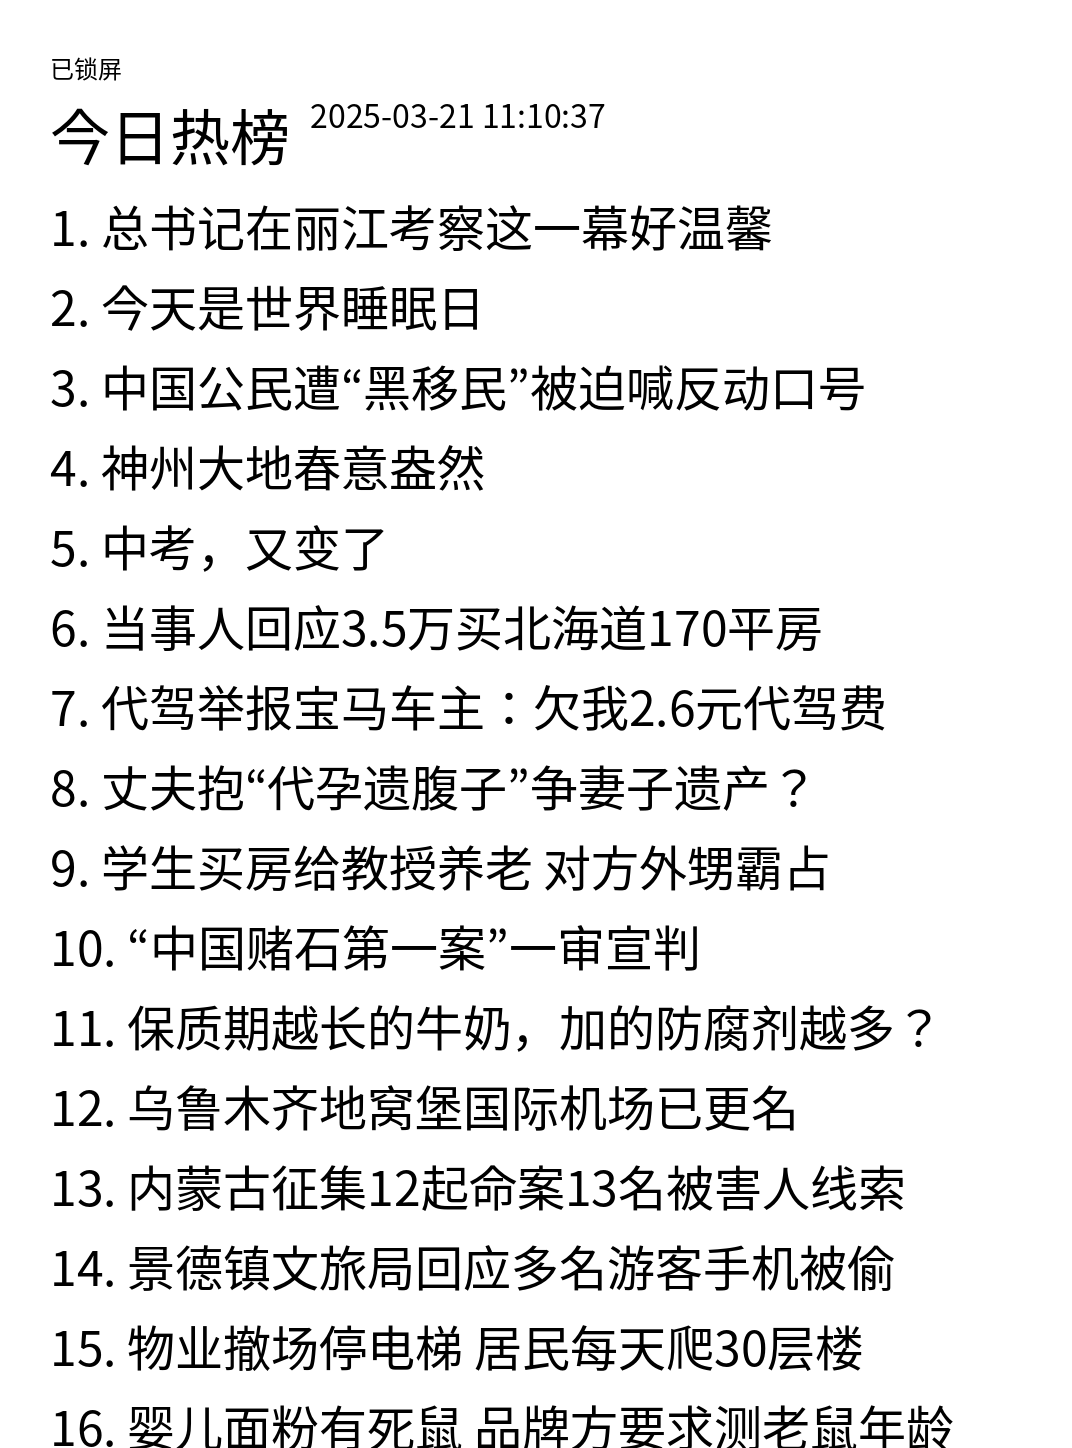 已锁屏
今日热榜 2025-03-21 11:10:37
1. 总书记在丽江考察这一幕好温馨
2. 今天是世界睡眠日
3. 中国公民遭“黑移民”被迫喊反动口号
4. 神州大地春意盎然
5. 中考，又变了
6. 当事人回应3.5万买北海道170平房
7. 代驾举报宝马车主：欠我2.6元代驾费
8. 丈夫抱“代孕遗腹子”争妻子遗产？
9. 学生买房给教授养老 对方外甥霸占
10. “中国赌石第一案”一审宣判
11. 保质期越长的牛奶，加的防腐剂越多？
12. 乌鲁木齐地窝堡国际机场已更名
13. 内蒙古征集12起命案13名被害人线索
14. 景德镇文旅局回应多名游客手机被偷
15. 物业撤场停电梯 居民每天爬30层楼
16. 婴儿面粉有死鼠 品牌方要求测老鼠年龄